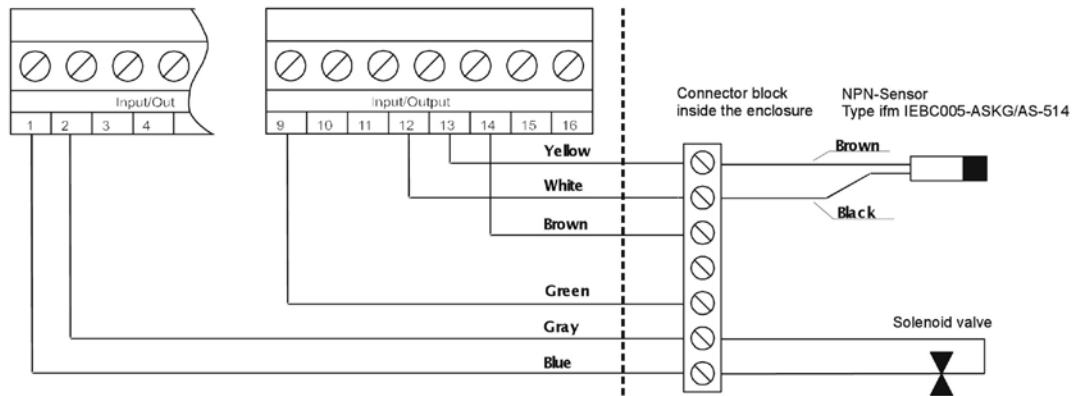 Input/Out
1 2 3 4
Input/Output
9 10 11 12 13 14 15 16
Connector block
inside the enclosure
NPN-Sensor
Type ifm IEBC005-ASKG/AS-514
Yellow
Brown
White
Black
Brown
Green
Gray
Solenoid valve
Blue